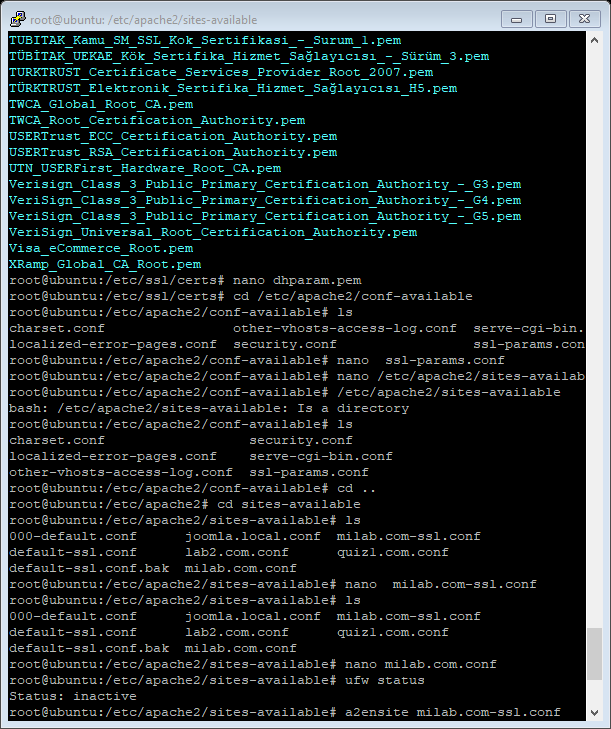 root@ubuntu: /etc/apache2/sites-available
TUBITAK_Kamu_SM_SSL_Kok_Sertifikasi_-_Surum_1.pem
TÜBİTAK_UEKAE_Kök_Sertifika_Hizmet_Sağlayıcısı_-_Sürüm_3.pem
TURKTRUST_Certificate_Services_Provider_Root_2007.pem
TÜRKTRUST_Elektronik_Sertifika_Hizmet_Sağlayıcısı_H5.pem
TWCA_Global_Root_CA.pem
TWCA_Root_Certification_Authority.pem
USERTrust_ECC_Certification_Authority.pem
USERTrust_RSA_Certification_Authority.pem
UTN_USERFirst_Hardware_Root_CA.pem
Verisign_Class_3_Public_Primary_Certification_Authority_-_G3.pem
VeriSign_Class_3_Public_Primary_Certification_Authority_-_G4.pem
VeriSign_Class_3_Public_Primary_Certification_Authority_-_G5.pem
VeriSign_Universal_Root_Certification_Authority.pem
Visa_eCommerce_Root.pem
XRamp_Global_CA_Root.pem
root@ubuntu:/etc/ssl/certs# nano dhparam.pem
root@ubuntu:/etc/ssl/certs# cd /etc/apache2/conf-available
root@ubuntu:/etc/apache2/conf-available# ls
charset.conf                other-vhosts-access-log.conf  serve-cgi-bin.
localized-error-pages.conf  security.conf                 ssl-params.con
root@ubuntu:/etc/apache2/conf-available# nano  ssl-params.conf
root@ubuntu:/etc/apache2/conf-available# nano /etc/apache2/sites-availab
root@ubuntu:/etc/apache2/conf-available# /etc/apache2/sites-available
bash: /etc/apache2/sites-available: Is a directory
root@ubuntu:/etc/apache2/conf-available# ls
charset.conf                  security.conf
localized-error-pages.conf    serve-cgi-bin.conf
other-vhosts-access-log.conf  ssl-params.conf
root@ubuntu:/etc/apache2/conf-available# cd ..
root@ubuntu:/etc/apache2# cd sites-available
root@ubuntu:/etc/apache2/sites-available# ls
000-default.conf      joomla.local.conf  milab.com-ssl.conf
default-ssl.conf      lab2.com.conf      quiz1.com.conf
default-ssl.conf.bak  milab.com.conf
root@ubuntu:/etc/apache2/sites-available# nano  milab.com-ssl.conf
root@ubuntu:/etc/apache2/sites-available# ls
000-default.conf      joomla.local.conf  milab.com-ssl.conf
default-ssl.conf      lab2.com.conf      quiz1.com.conf
default-ssl.conf.bak  milab.com.conf
root@ubuntu:/etc/apache2/sites-available# nano milab.com.conf
root@ubuntu:/etc/apache2/sites-available# ufw status
Status: inactive
root@ubuntu:/etc/apache2/sites-available# a2ensite milab.com-ssl.conf